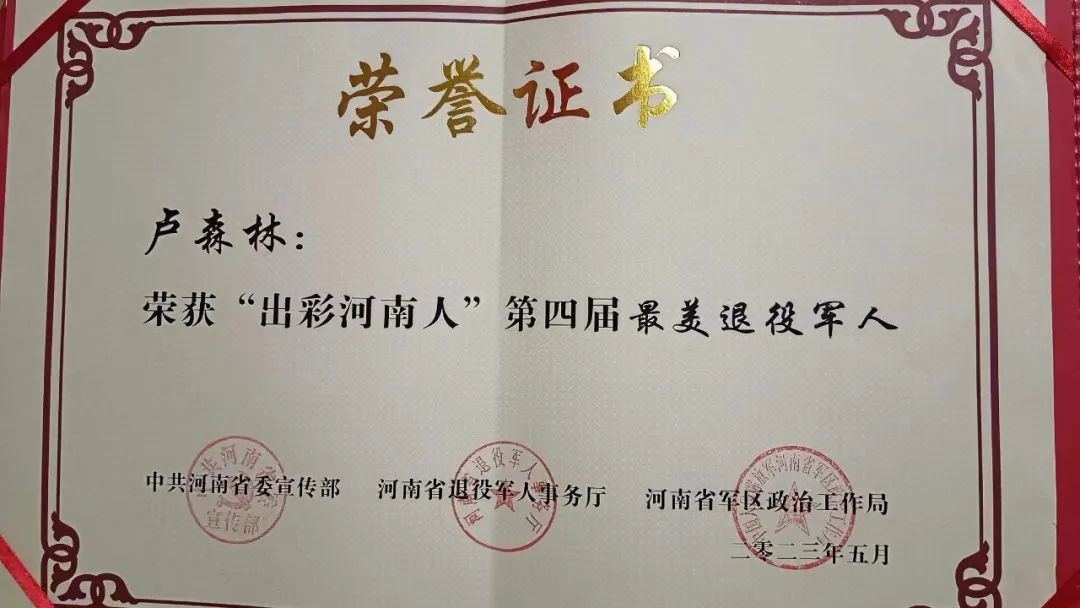 荣誉证书
卢森林：
荣获“出彩河南人”第四届最美退役军人
中共河南省委宣传部 河南省退役军人事务厅 河南省军区政治工作局
二零二三年五月